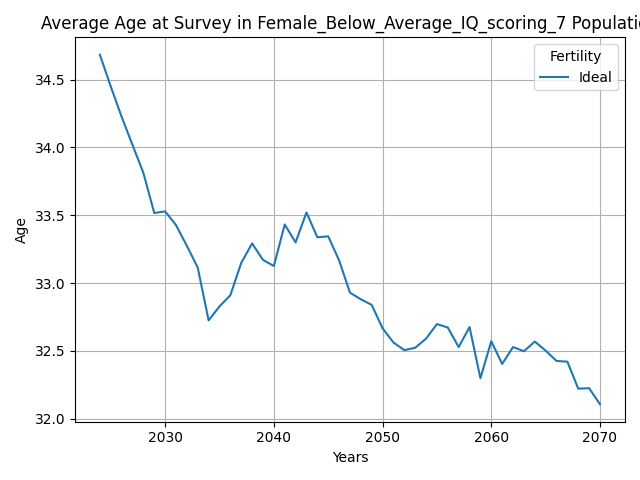 Average Age at Survey in Female_Below_Average_IQ_scoring_7 Populati
Fertility
Ideal
34.5
34.0
33.5
33.0
32.5
32.0
Age
2030 2040 2050 2060 2070
Years